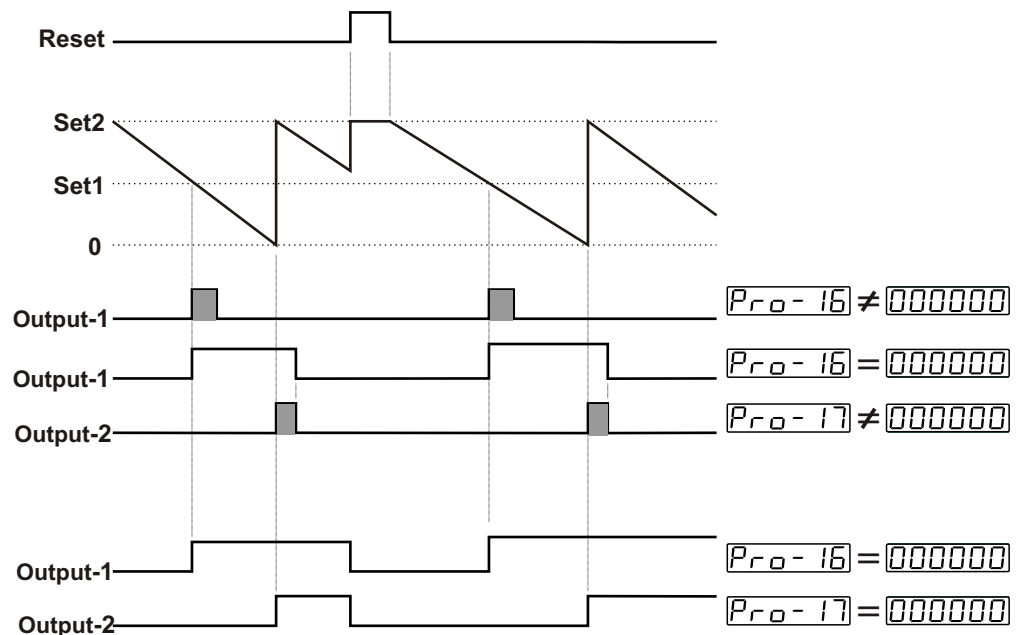 Reset
Set2
Set1
0
Output-1 Pro-16 ≠ 000000
Output-1 Pro-16 = 000000
Output-2 Pro-17 ≠ 000000
Output-1 Pro-16 = 000000
Output-2 Pro-17 = 000000